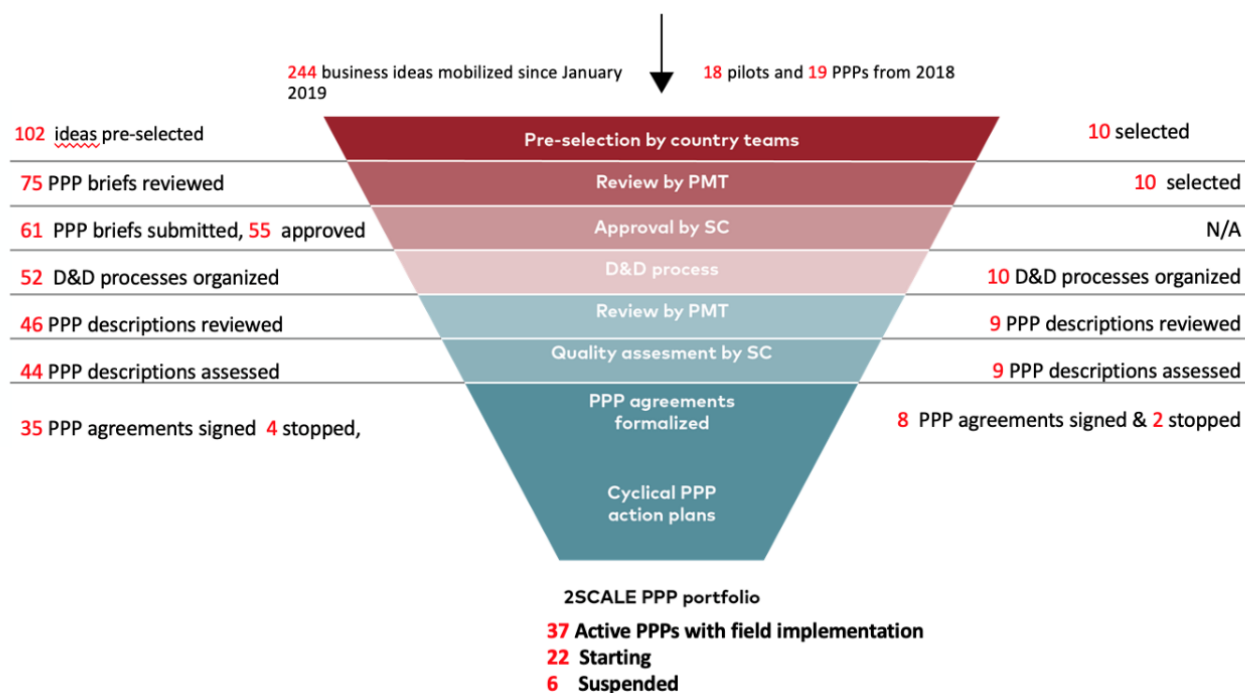 244 business ideas mobilized since January
2019
18 pilots and 19 PPPs from 2018
102 ideas pre-selected
Pre-selection by country teams
10 selected
75 PPP briefs reviewed
Review by PMT
10 selected
61 PPP briefs submitted, 55 approved
Approval by SC
N/A
52 D&D processes organized
D&D process
10 D&D processes organized
46 PPP descriptions reviewed
Review by PMT
9 PPP descriptions reviewed
44 PPP descriptions assessed
Quality assesment by SC
9 PPP descriptions assessed
35 PPP agreements signed 4 stopped,
PPP agreements
formalized
8 PPP agreements signed & 2 stopped
Cyclical PPP
action plans
2SCALE PPP portfolio
37 Active PPPs with field implementation
22 Starting
6 Suspended